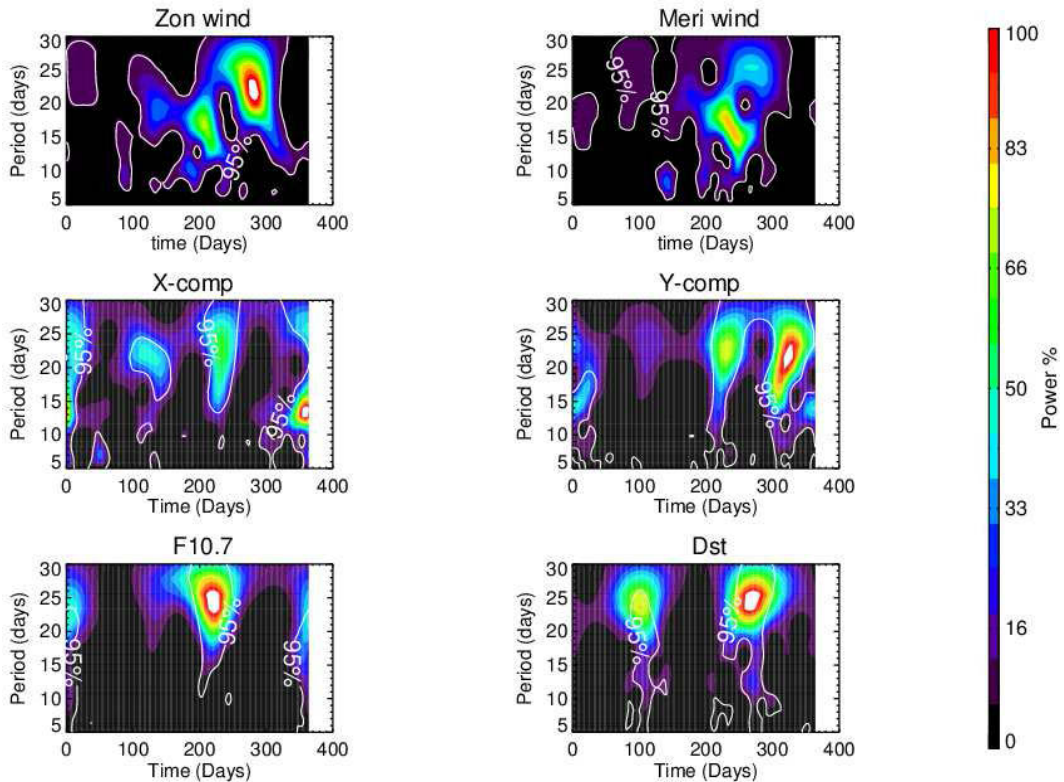 Zon wind
Meri wind
30
25
20
15
10
5
Period (days)
95%
0 100 200 300 400
time (Days)
30
25
20
15
10
5
Period (days)
95%
95%
0 100 200 300 400
time (Days)
X-comp
Y-comp
30
25
20
15
10
5
Period (days)
95%
95%
95%
0 100 200 300 400
Time (Days)
30
25
20
15
10
5
Period (days)
95%
0 100 200 300 400
Time (Days)
F10.7
Dst
30
25
20
15
10
5
Period (days)
95%
95%
95%
0 100 200 300 400
Time (Days)
30
25
20
15
10
5
Period (days)
95%
95%
0 100 200 300 400
Time (Days)
100
83
66
50
33
16
0
Power %